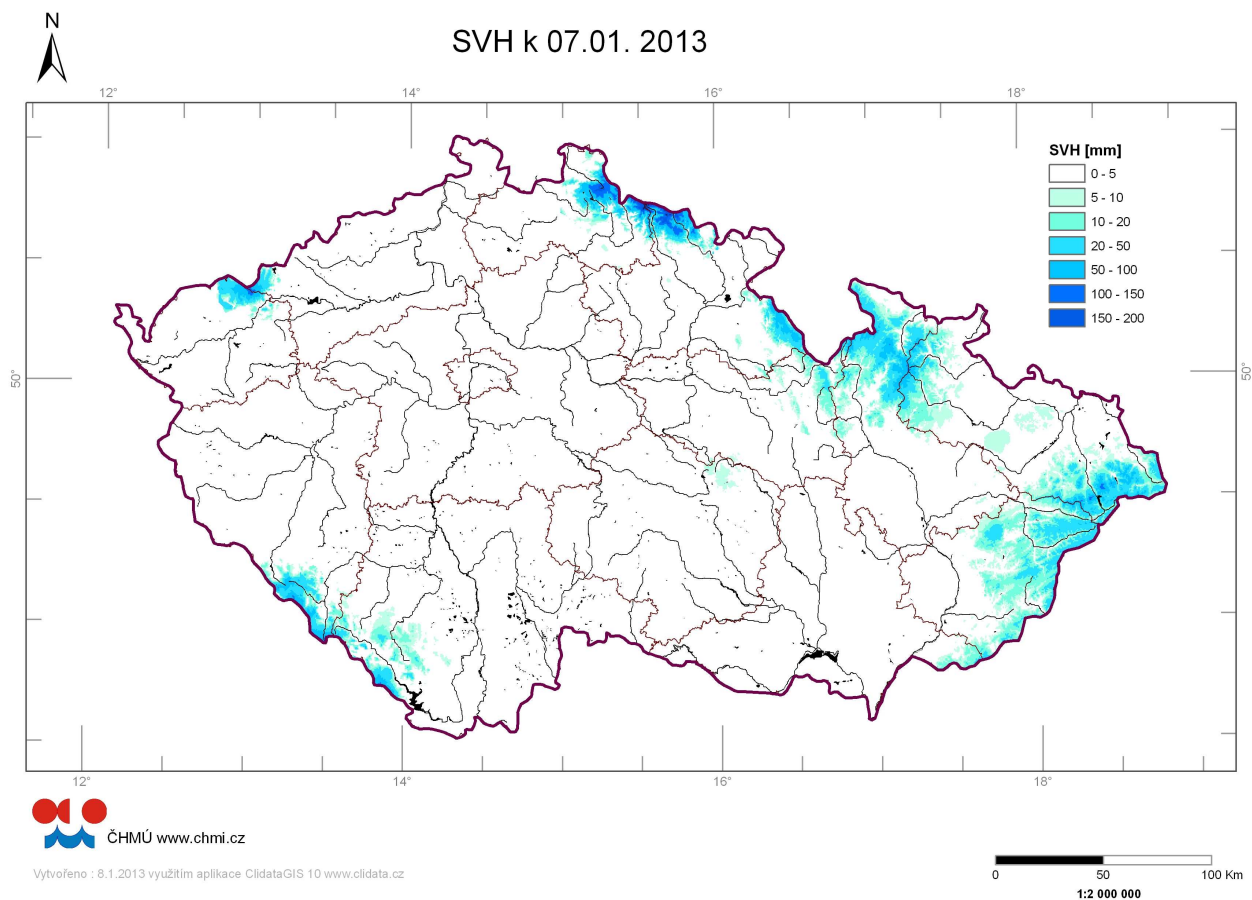 N
SVH k 07.01. 2013
12° 14° 16° 18°
SVH [mm]
0 - 5
5 - 10
10 - 20
20 - 50
50 - 100
100 - 150
150 - 200
50° 50°
12° 14° 16° 18°
ČHMÚ www.chmi.cz
Vytvořeno : 8.1.2013 využitím aplikace ClidataGIS 10 www.clidata.cz
0 50 100 Km
1:2 000 000